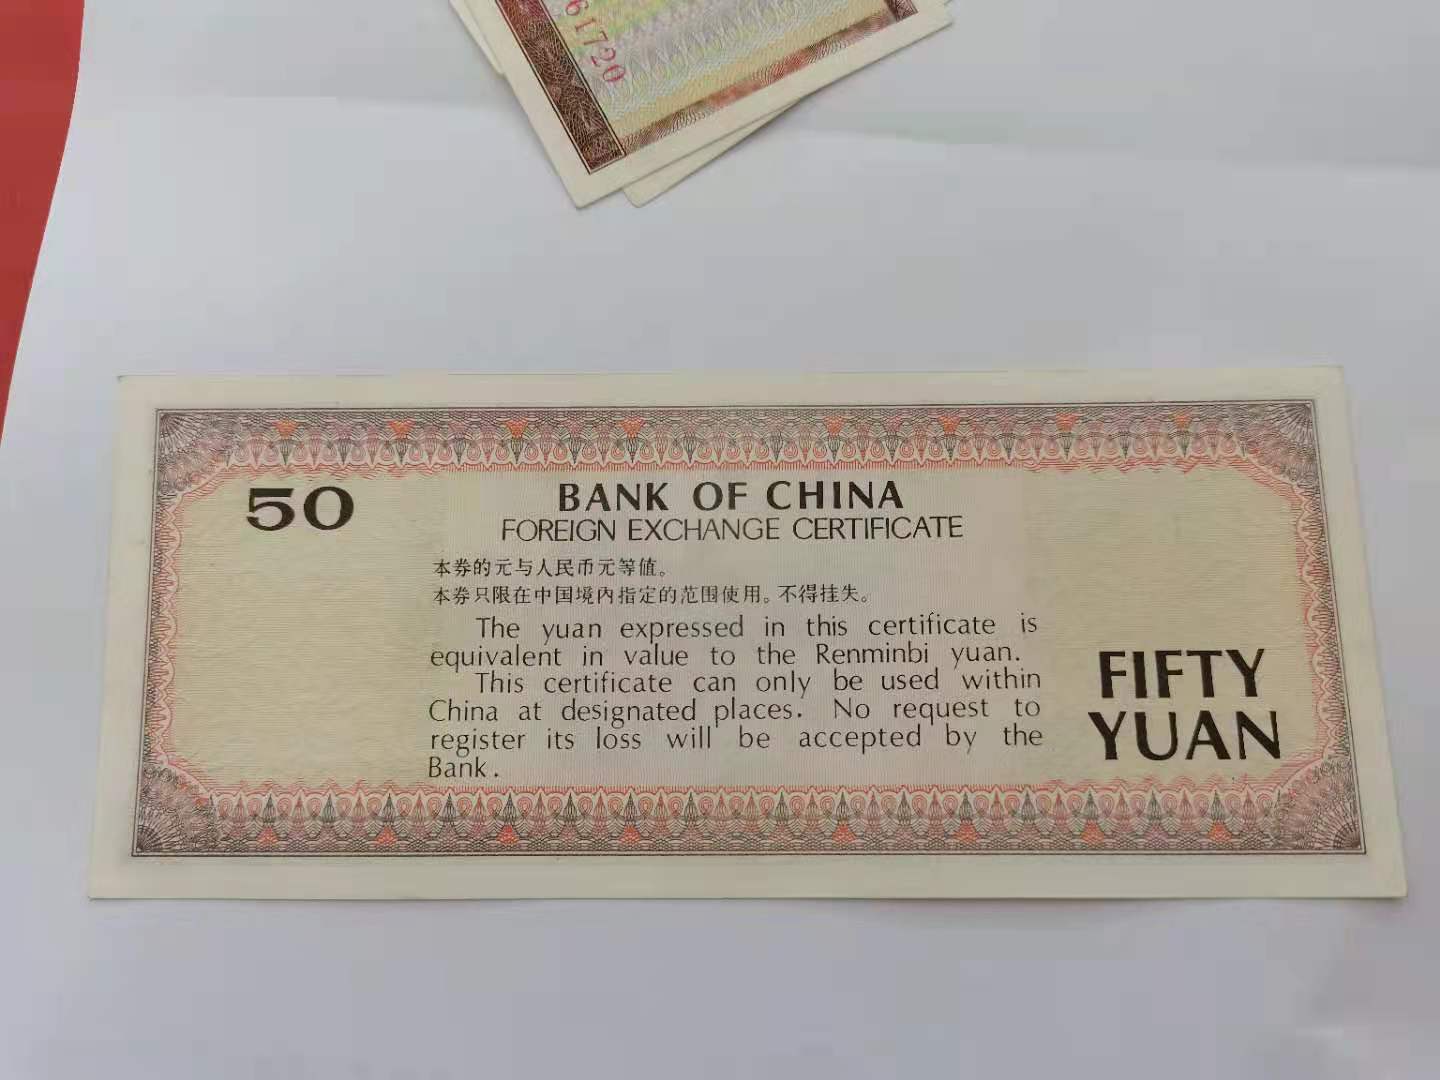 61720
50
BANK OF CHINA
FOREIGN EXCHANGE CERTIFICATE
本券的元与人民币元等值。
本券只限在中国境内指定的范围使用。不得挂失。
The yuan expressed in this certificate is
equivalent in value to the Renminbi yuan.
This certificate can only be used within
China at designated places. No request to
register its loss will be accepted by the
Bank.
FIFTY
YUAN